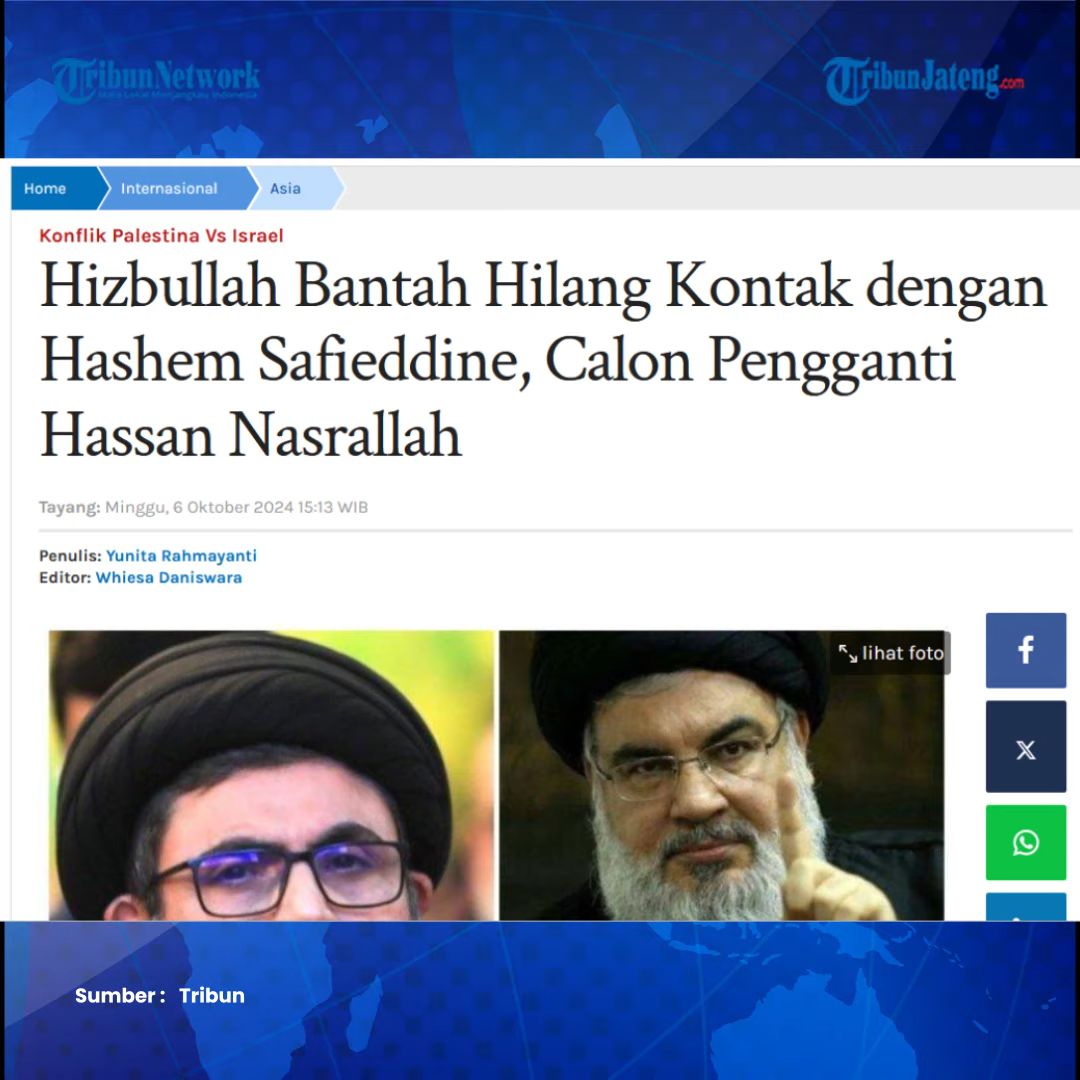 TribunNetwork
TribunJateng.com
Home Internasional Asia
Konflik Palestina Vs Israel
Hizbullah Bantah Hilang Kontak dengan
Hashem Safieddine, Calon Pengganti
Hassan Nasrallah
Tayang: Minggu, 6 Oktober 2024 15:13 WIB
Penulis: Yunita Rahmayanti
Editor: Whiesa Daniswara
lihat foto
Sumber : Tribun